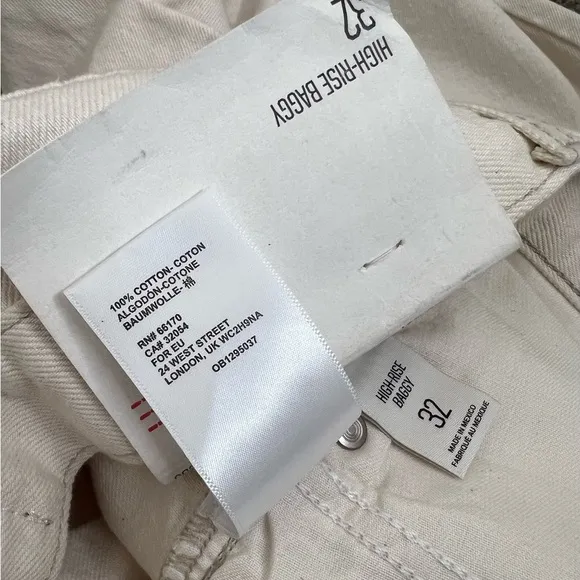 32
HIGH-RISE BAGGY
100% COTTON- COTON
ALGODÓN-COTONE
BAUMWOLLE- 棉
RN# 66170
CA# 32054
FOR EU
24 WEST STREET
LONDON, UK WC2H9NA
OB1295037
HIGH-RISE
BAGGY
32
MADE IN MEXICO
FABRIQUÉ AU MEXIQUE